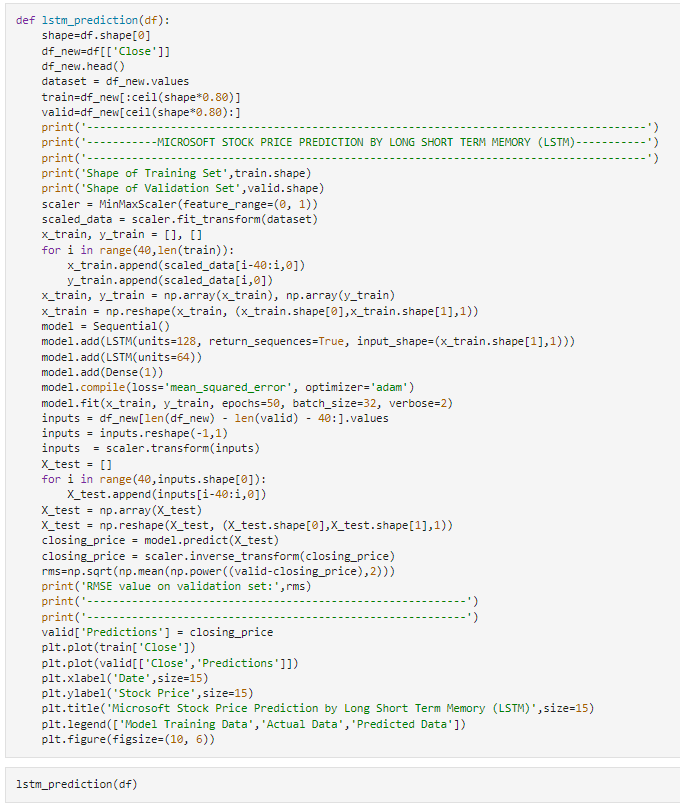 def lstm_prediction(df):
    shape=df.shape[0]
    df_new=df[['Close']]
    df_new.head()
    dataset = df_new.values
    train=df_new[:ceil(shape*0.80)]
    valid=df_new[ceil(shape*0.80):]
    print('-----------------------------------------------------------------------------------------')
    print('-----------MICROSOFT STOCK PRICE PREDICTION BY LONG SHORT TERM MEMORY (LSTM)-----------')
    print('-----------------------------------------------------------------------------------------')
    print('Shape of Training Set',train.shape)
    print('Shape of Validation Set',valid.shape)
    scaler = MinMaxScaler(feature_range=(0, 1))
    scaled_data = scaler.fit_transform(dataset)
    x_train, y_train = [], []
    for i in range(40,len(train)):
        x_train.append(scaled_data[i-40:i,0])
        y_train.append(scaled_data[i,0])
    x_train, y_train = np.array(x_train), np.array(y_train)
    x_train = np.reshape(x_train, (x_train.shape[0],x_train.shape[1],1))
    model = Sequential()
    model.add(LSTM(units=128, return_sequences=True, input_shape=(x_train.shape[1],1)))
    model.add(LSTM(units=64))
    model.add(Dense(1))
    model.compile(loss='mean_squared_error', optimizer='adam')
    model.fit(x_train, y_train, epochs=50, batch_size=32, verbose=2)
    inputs = df_new[len(df_new) - len(valid) - 40:].values
    inputs = inputs.reshape(-1,1)
    inputs  = scaler.transform(inputs)
    X_test = []
    for i in range(40,inputs.shape[0]):
        X_test.append(inputs[i-40:i,0])
    X_test = np.array(X_test)
    X_test = np.reshape(X_test, (X_test.shape[0],X_test.shape[1],1))
    closing_price = model.predict(X_test)
    closing_price = scaler.inverse_transform(closing_price)
    rms=np.sqrt(np.mean(np.power((valid-closing_price),2)))
    print('RMSE value on validation set:',rms)
    print('------------------------------------------------------------')
    print('------------------------------------------------------------')
    valid['Predictions'] = closing_price
    plt.plot(train['Close'])
    plt.plot(valid[['Close','Predictions']])
    plt.xlabel('Date',size=15)
    plt.ylabel('Stock Price',size=15)
    plt.title('Microsoft Stock Price Prediction by Long Short Term Memory (LSTM)',size=15)
    plt.legend(['Model Training Data','Actual Data','Predicted Data'])
    plt.figure(figsize=(10, 6))
lstm_prediction(df)